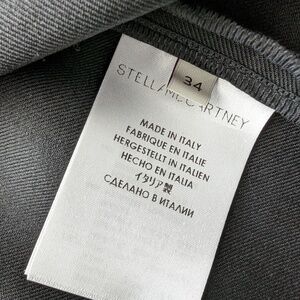 34
STELLA McCARTNEY
MADE IN ITALY
FABRIQUÉ EN ITALIE
HERGESTELLT IN ITALIEN
HECHO EN ITALIA
イタリア製
СДЕЛАНО В ИТАЛИИ